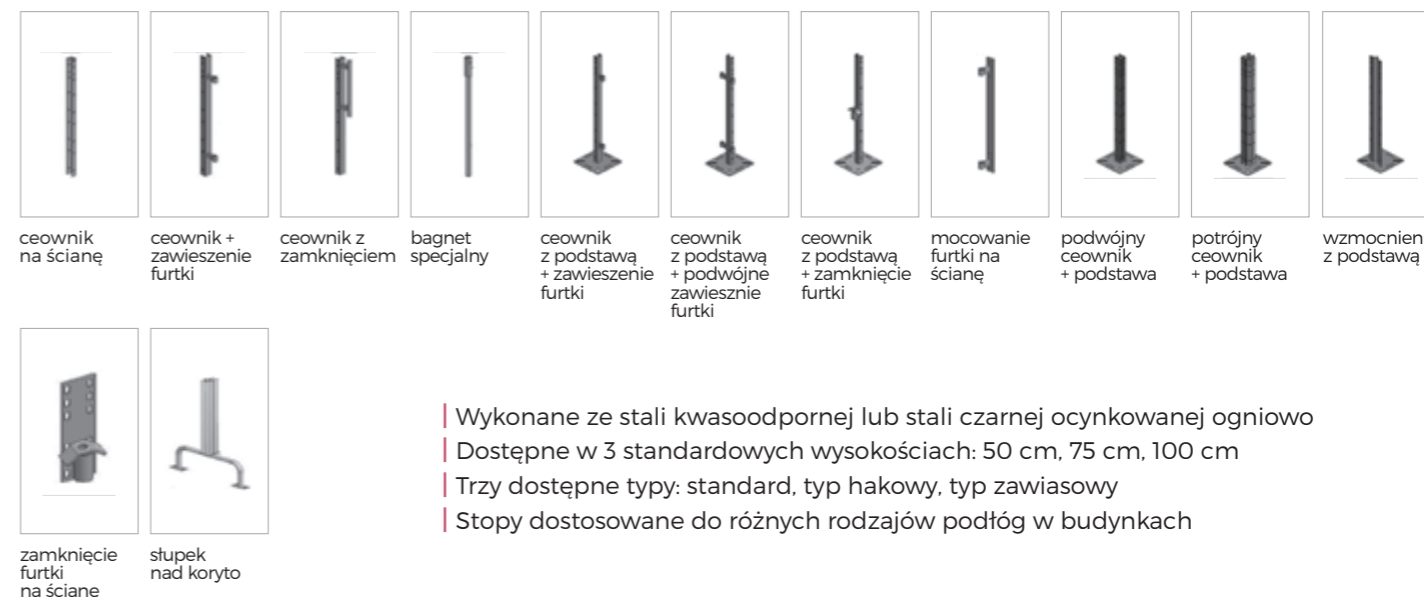 ceownik
na ścianę
ceownik +
zawieszenie
furtki
ceownik z
zamknięciem
bagnet
specjalny
ceownik
z podstawą
+ zawieszenie
furtki
ceownik
z podstawą
+ podwójne
zawiesznie
furtki
ceownik
z podstawą
+ zamknięcie
furtki
mocowanie
furtki na
ścianę
podwójny
ceownik
+ podstawa
potrójny
ceownik
+ podstawa
wzmocnien
z podstawą
zamknięcie
furtki
na ścianę
słupek
nad koryto
Wykonane ze stali kwasoodpornej lub stali czarnej ocynkowanej ogniowo
Dostępne w 3 standardowych wysokościach: 50 cm, 75 cm, 100 cm
Trzy dostępne typy: standard, typ hakowy, typ zawiasowy
Stopy dostosowane do różnych rodzajów podłóg w budynkach